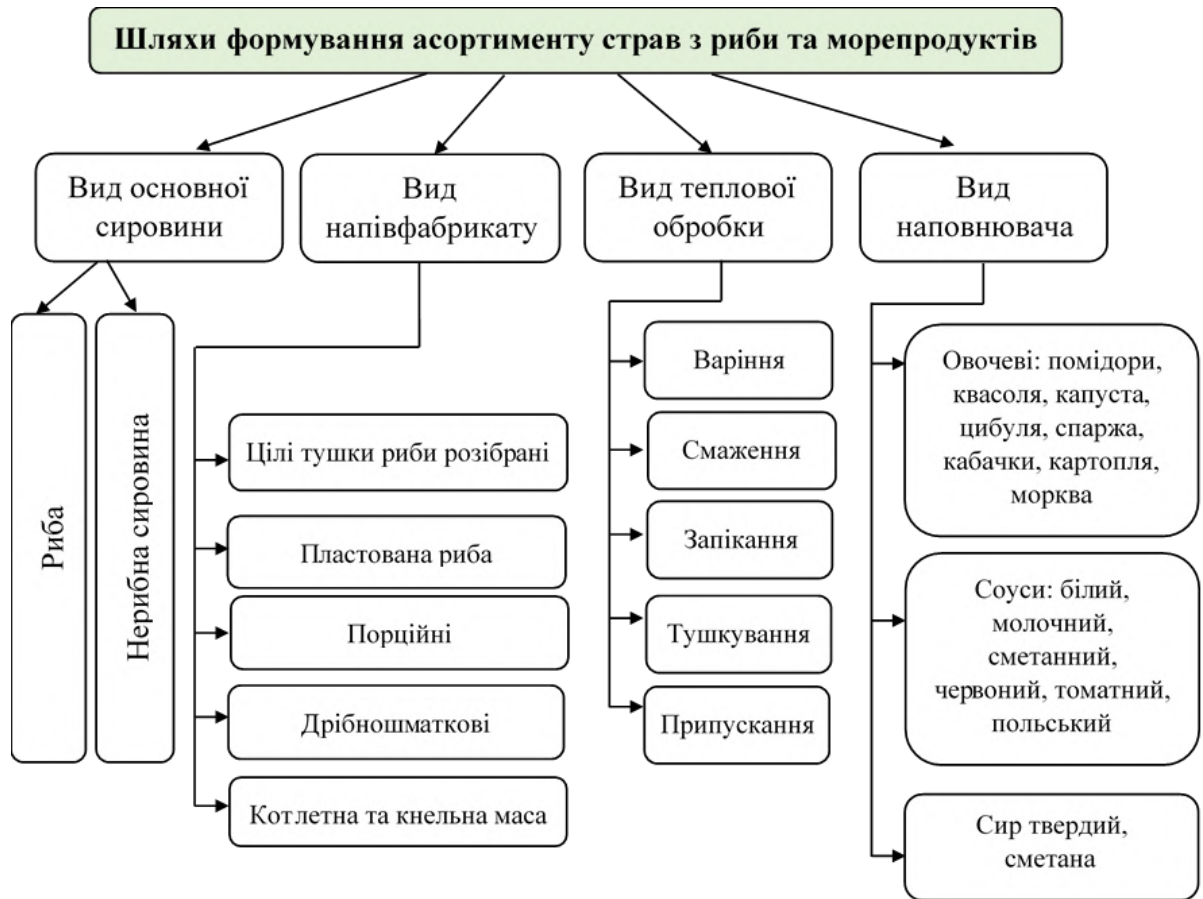 Шляхи формування асортименту страв з риби та морепродуктів
Вид основної
сировини
Вид
напівфабрикату
Вид теплової
обробки
Вид
наповнювача
Риба
Нерибна сировина
Цілі тушки риби розібрані
Пластована риба
Порційні
Дрібношматкові
Котлетна та кнельна маса
Варіння
Смаження
Запікання
Тушкування
Припускання
Овочеві: помідори,
квасоля, капуста,
цибуля, спаржа,
кабачки, картопля,
морква
Соуси: білий,
молочний,
сметанний,
червоний, томатний,
польський
Сир твердий,
сметана